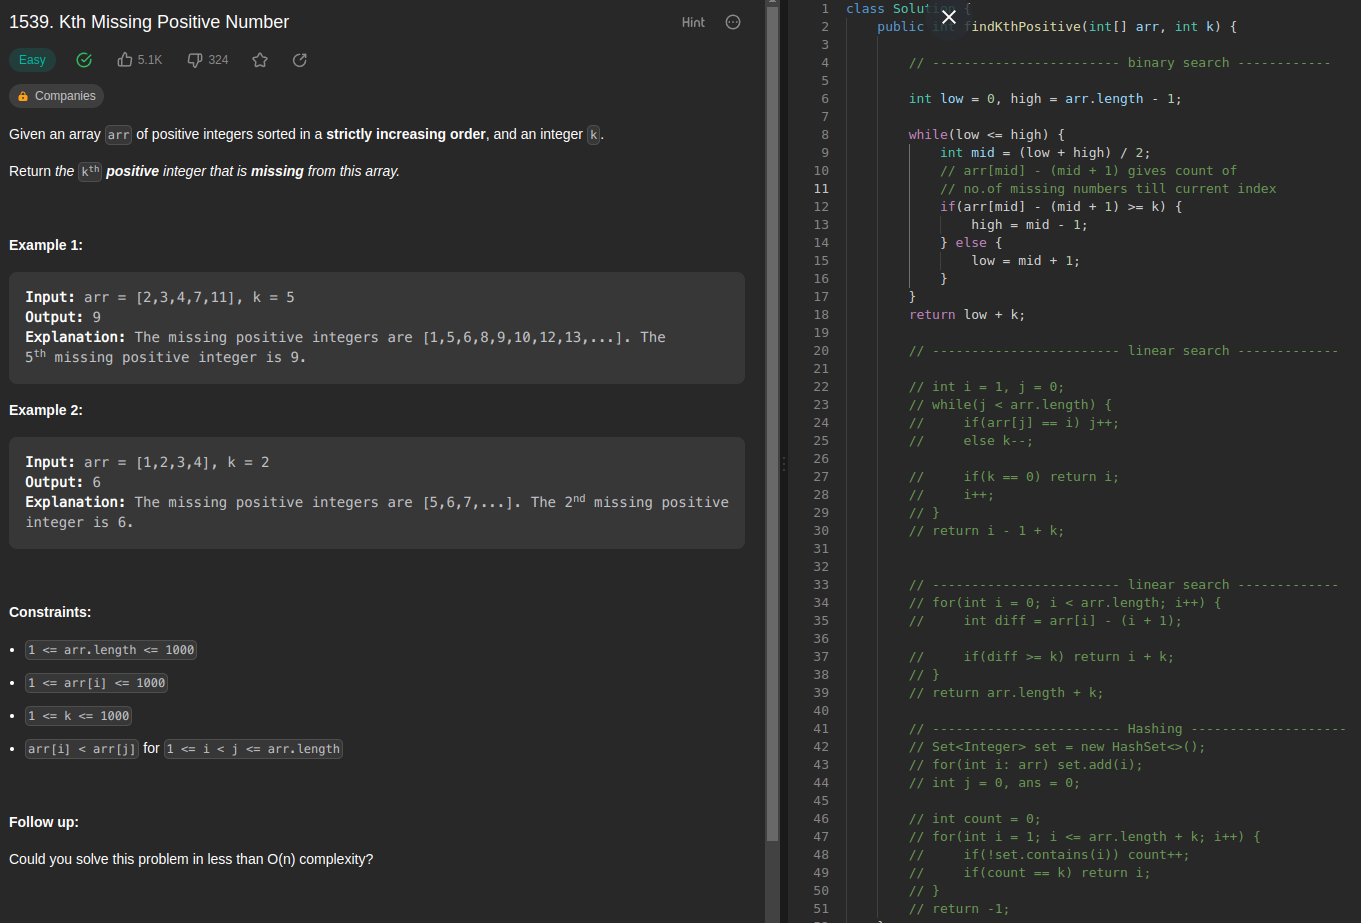 1539. Kth Missing Positive Number
Hint
Easy
5.1K
324
Companies
Given an array arr of positive integers sorted in a strictly increasing order, and an integer k.
Return the kth positive integer that is missing from this array.
Example 1:
Input: arr = [2,3,4,7,11], k = 5
Output: 9
Explanation: The missing positive integers are [1,5,6,8,9,10,12,13,...]. The
5th missing positive integer is 9.
Example 2:
Input: arr = [1,2,3,4], k = 2
Output: 6
Explanation: The missing positive integers are [5,6,7,...]. The 2nd missing positive
integer is 6.
Constraints:
• 1 <= arr.length <= 1000
• 1 <= arr[i] <= 1000
• 1 <= k <= 1000
• arr[i] < arr[j] for 1 <= i < j <= arr.length
Follow up:
Could you solve this problem in less than O(n) complexity?
1 class Solution {
2 public int findKthPositive(int[] arr, int k) {
3
4 // ------------------------ binary search ------------
5
6 int low = 0, high = arr.length - 1;
7
8 while(low <= high) {
9 int mid = (low + high) / 2;
10 // arr[mid] - (mid + 1) gives count of
11 // no.of missing numbers till current index
12 if(arr[mid] - (mid + 1) >= k) {
13 high = mid - 1;
14 } else {
15 low = mid + 1;
16 }
17 }
18 return low + k;
19
20 // ------------------------ linear search -------------
21
22 // int i = 1, j = 0;
23 // while(j < arr.length) {
24 // if(arr[j] == i) j++;
25 // else k--;
26
27 // if(k == 0) return i;
28 // i++;
29 // }
30 // return i - 1 + k;
31
32
33 // ------------------------ linear search -------------
34 // for(int i = 0; i < arr.length; i++) {
35 // int diff = arr[i] - (i + 1);
36
37 // if(diff >= k) return i + k;
38 // }
39 // return arr.length + k;
40
41 // ------------------------ Hashing --------------------
42 // Set<Integer> set = new HashSet<>();
43 // for(int i: arr) set.add(i);
44 // int j = 0, ans = 0;
45
46 // int count = 0;
47 // for(int i = 1; i <= arr.length + k; i++) {
48 // if(!set.contains(i)) count++;
49 // if(count == k) return i;
50 // }
51 // return -1;